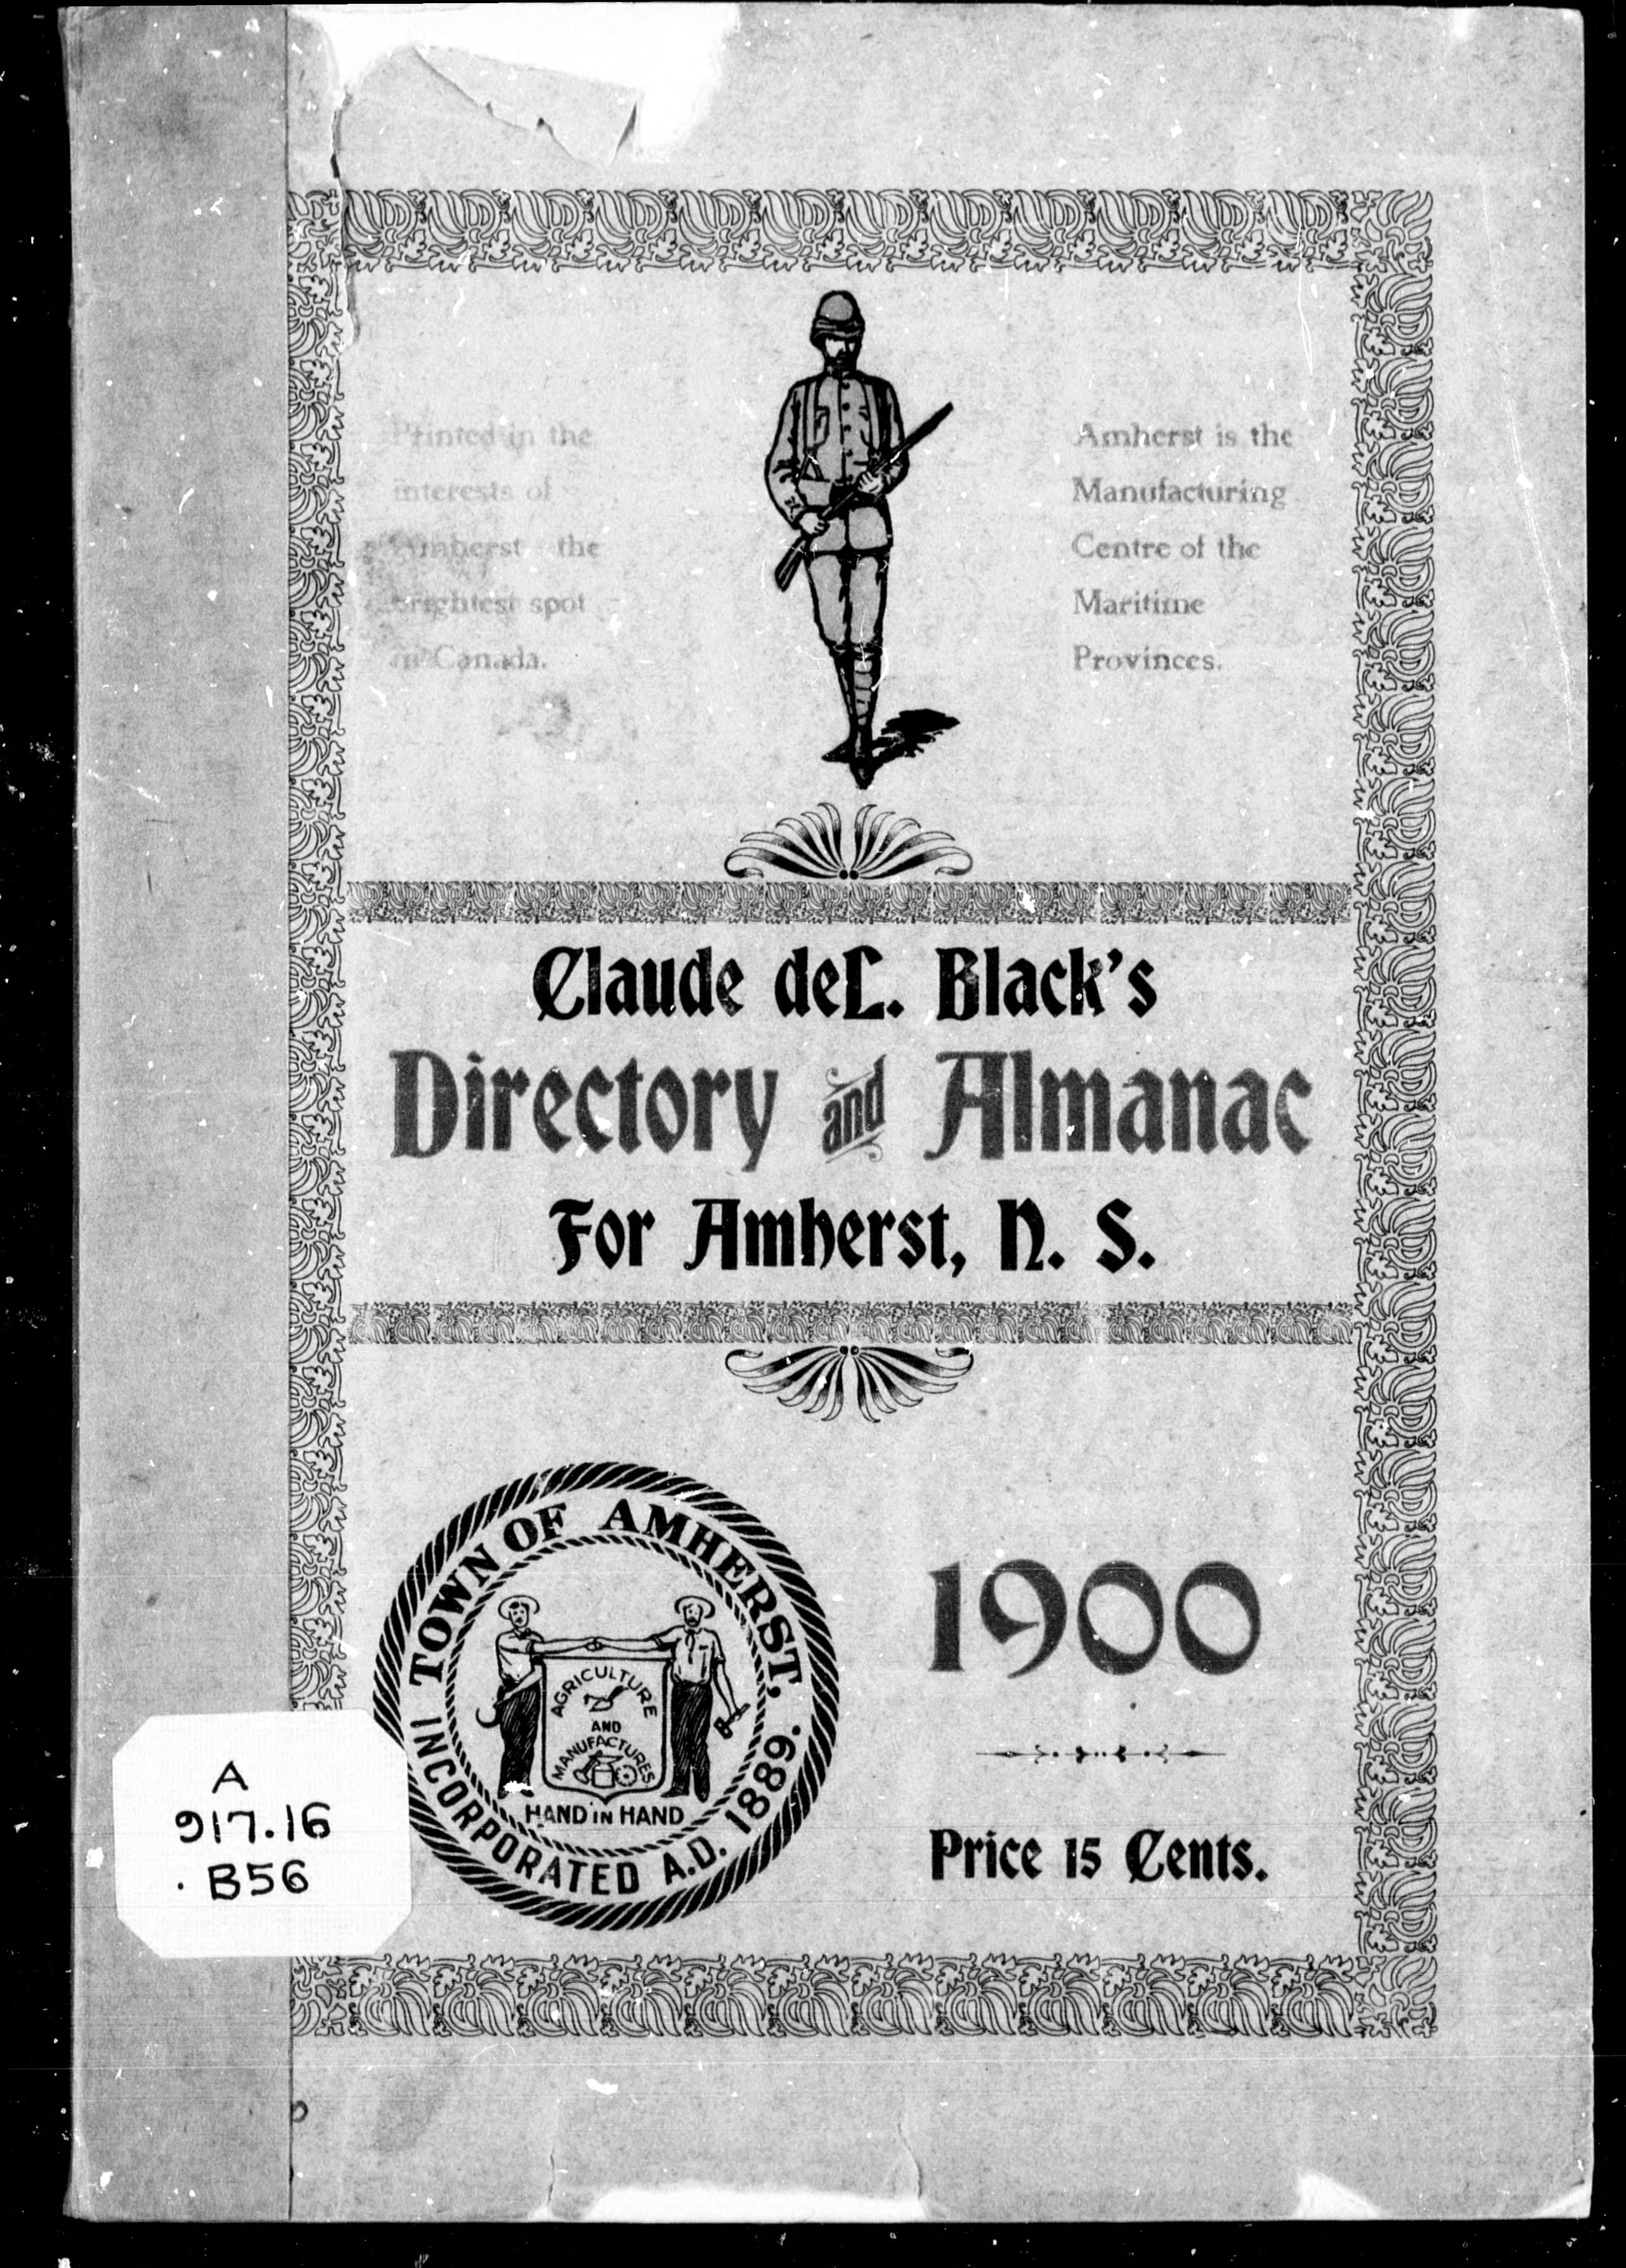 Printed in the
interests of
Amherst the
brightest spot
in Canada.
Amherst is the
Manufacturing
Centre of the
Maritime
Provinces.
Claude deL. Black's
Directory and Almanac
For Amherst, N. S.
TOWN OF AMHERST,
INCORPORATED A.D. 1889.
AGRICULTURE
AND
MANUFACTURES
HAND IN HAND
1900
Price 15 Cents.
A
917.16
. B56